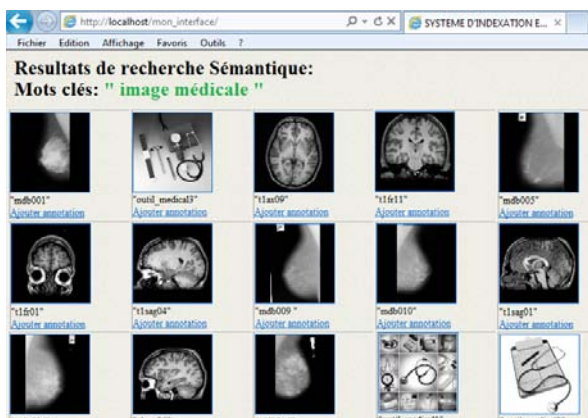 http://localhost/mon_interface/
SYSTEME D'INDEXATION E...
Fichier Edition Affichage Favoris Outils ?
Resultats de recherche Sémantique:
Mots clés: " image médicale "
"mdb001" "outil_medical3" "t1ax09" "t1fr11" "mdb005"
Ajouter annotation Ajouter annotation Ajouter annotation Ajouter annotation Ajouter annotation
"t1fr01" "t1sag04" "mdb009 " "mdb010" "t1sag01"
Ajouter annotation Ajouter annotation Ajouter annotation Ajouter annotation Ajouter annotation